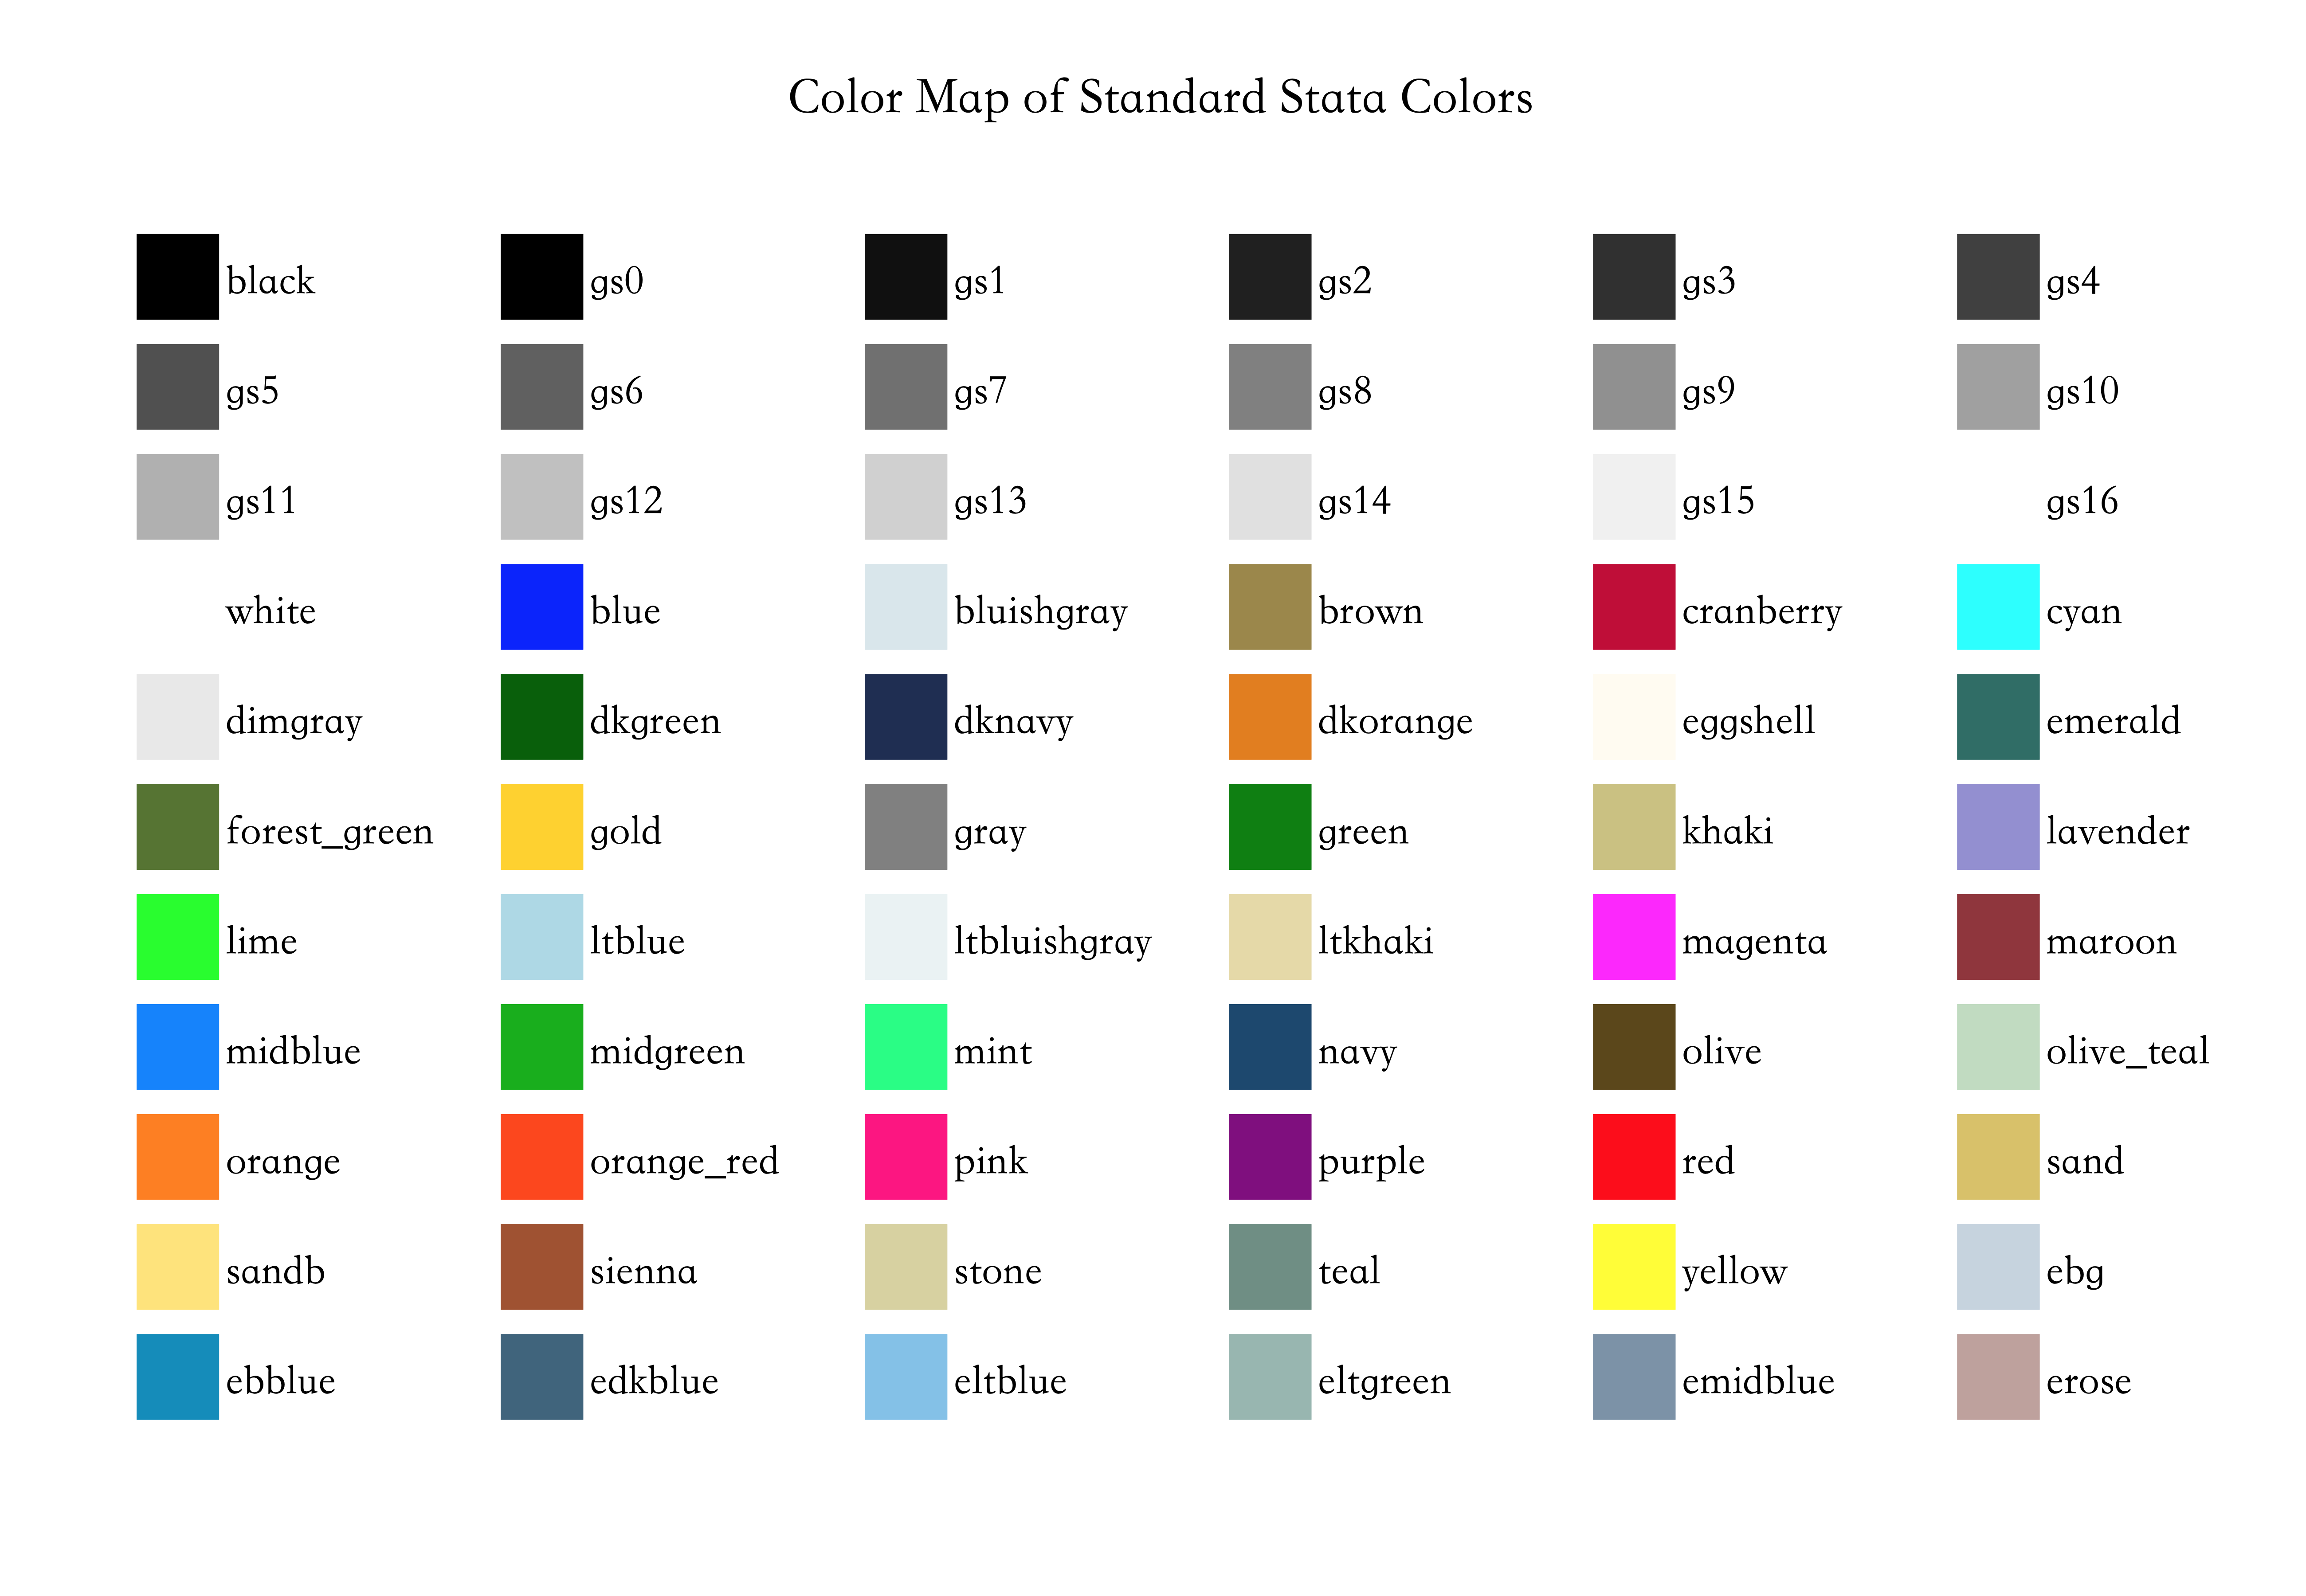 Color Map of Standard Stata Colors
black gs0 gs1 gs2 gs3 gs4
gs5 gs6 gs7 gs8 gs9 gs10
gs11 gs12 gs13 gs14 gs15 gs16
white blue bluishgray brown cranberry cyan
dimgray dkgreen dknavy dkorange eggshell emerald
forest_green gold gray green khaki lavender
lime ltblue ltbluishgray ltkhaki magenta maroon
midblue midgreen mint navy olive olive_teal
orange orange_red pink purple red sand
sandb sienna stone teal yellow ebg
ebblue edkblue eltblue eltgreen emidblue erose